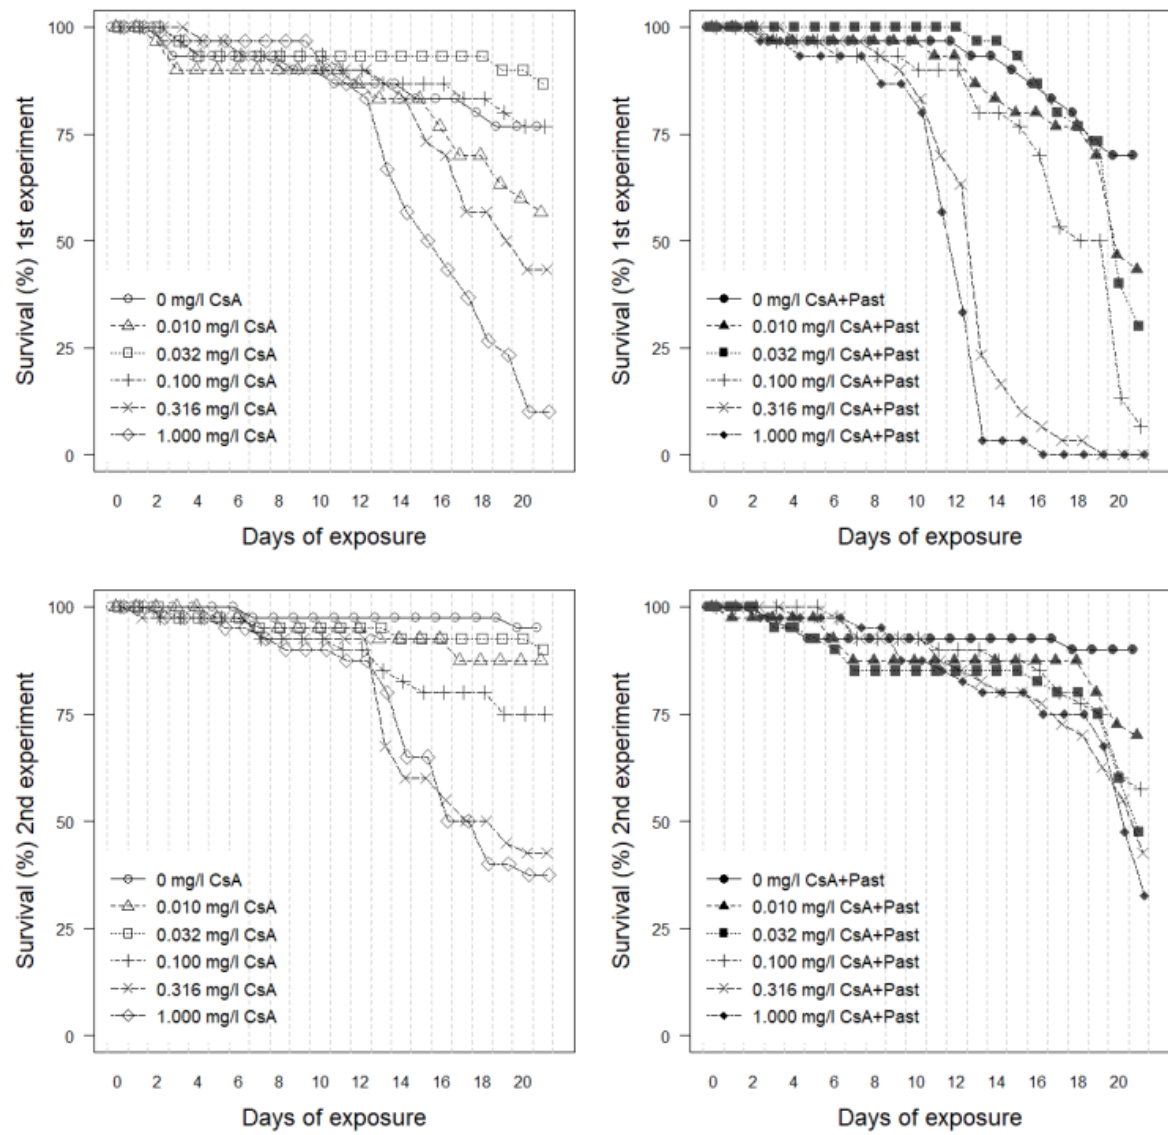 Survival (%) 1st experiment
100
75
50
25
0
0 mg/l CsA
0.010 mg/l CsA
0.032 mg/l CsA
0.100 mg/l CsA
0.316 mg/l CsA
1.000 mg/l CsA
0 2 4 6 8 10 12 14 16 18 20
Days of exposure
Survival (%) 1st experiment
100
75
50
25
0
0 mg/l CsA+Past
0.010 mg/l CsA+Past
0.032 mg/l CsA+Past
0.100 mg/l CsA+Past
0.316 mg/l CsA+Past
1.000 mg/l CsA+Past
0 2 4 6 8 10 12 14 16 18 20
Days of exposure
Survival (%) 2nd experiment
100
75
50
25
0
0 mg/l CsA
0.010 mg/l CsA
0.032 mg/l CsA
0.100 mg/l CsA
0.316 mg/l CsA
1.000 mg/l CsA
0 2 4 6 8 10 12 14 16 18 20
Days of exposure
Survival (%) 2nd experiment
100
75
50
25
0
0 mg/l CsA+Past
0.010 mg/l CsA+Past
0.032 mg/l CsA+Past
0.100 mg/l CsA+Past
0.316 mg/l CsA+Past
1.000 mg/l CsA+Past
0 2 4 6 8 10 12 14 16 18 20
Days of exposure